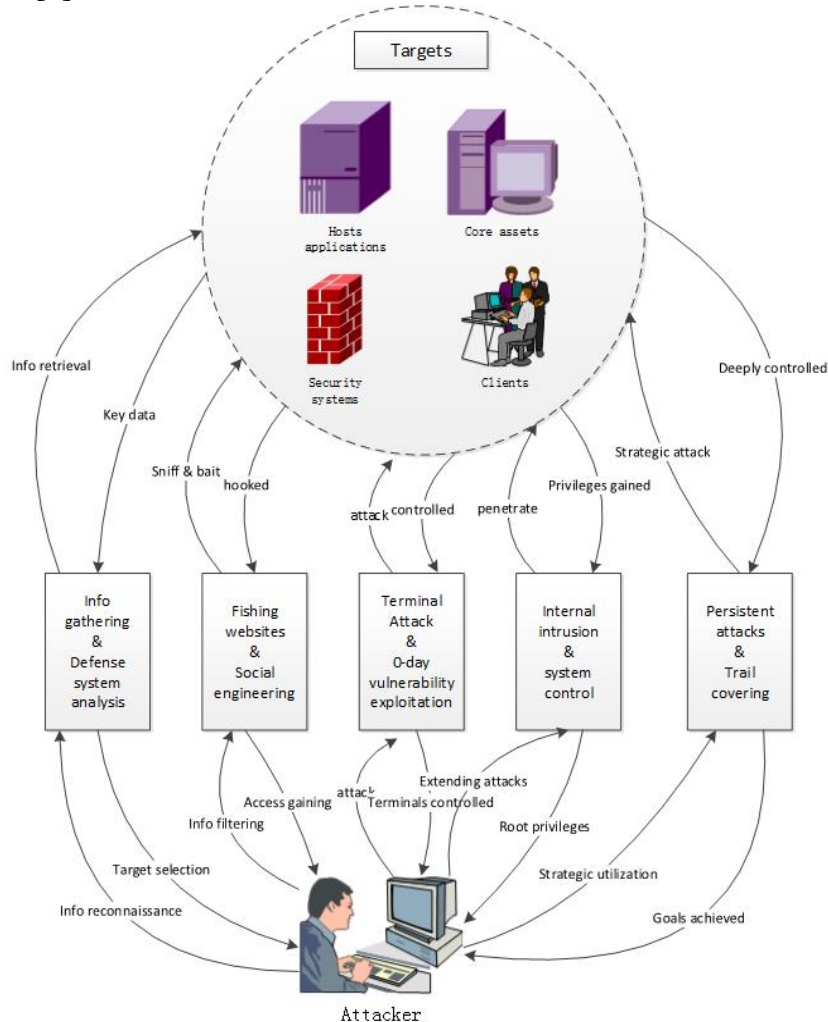 Targets
Hosts
applications
Core assets
Security
systems
Clients
Info retrieval
Key data
Sniff & bait
hooked
attack
controlled
penetrate
Privileges gained
Strategic attack
Deeply controlled
Info
gathering
&
Defense
system
analysis
Fishing
websites
&
Social
engineering
Terminal
Attack
&
0-day
vulnerability
exploitation
Internal
intrusion
&
system
control
Persistent
attacks
&
Trail
covering
Info reconnaissance
Target selection
Info filtering
Access gaining
attack
Terminals controlled
Extending attacks
Root privileges
Strategic utilization
Goals achieved
Attacker